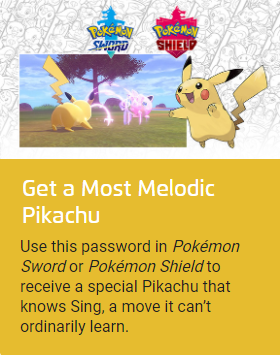 POKÉMON POKÉMON
SWORD SHIELD
Get a Most Melodic
Pikachu
Use this password in Pokémon
Sword or Pokémon Shield to
receive a special Pikachu that
knows Sing, a move it can’t
ordinarily learn.